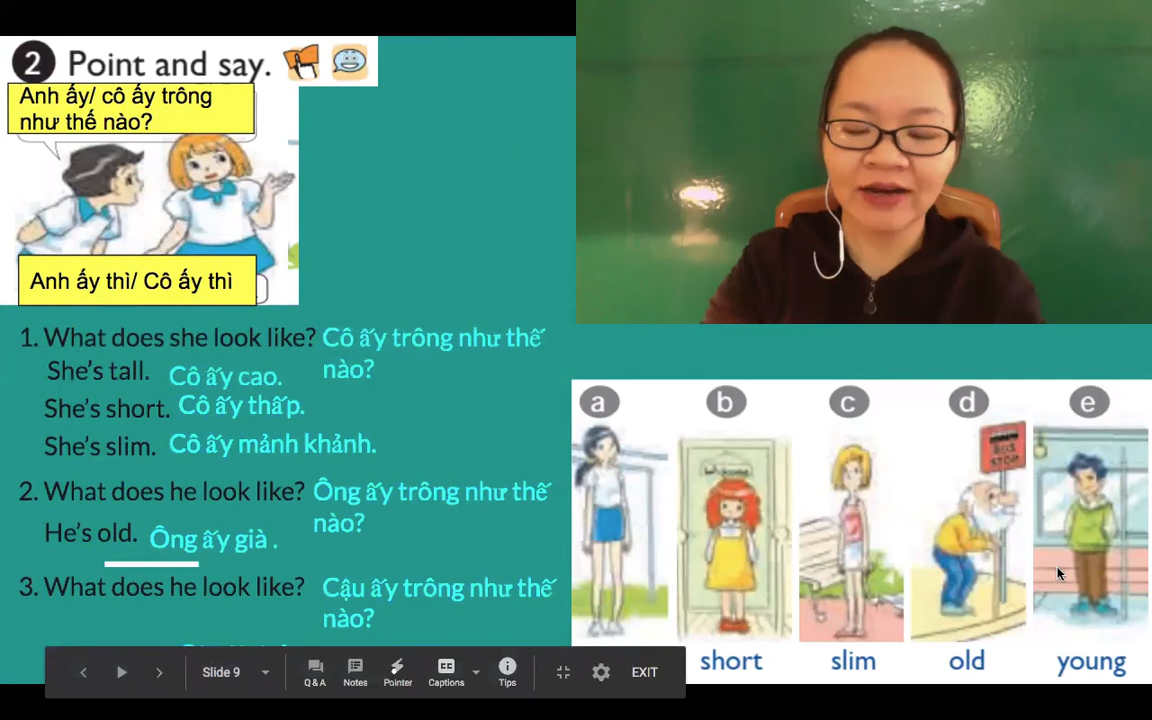 2 Point and say.
Anh ấy/ cô ấy trông
như thế nào?
Anh ấy thì/ Cô ấy thì
1. What does she look like? Cô ấy trông như thế
nào?
She's tall. Cô ấy cao.
She's short. Cô ấy thấp.
She's slim. Cô ấy mảnh khảnh.
2. What does he look like? Ông ấy trông như thế
nào?
He's old. Ông ấy già .
3. What does he look like? Cậu ấy trông như thế
nào?
a b c d e
Welcome
BUS
STOP
short slim old young
Slide 9
Q & A Notes Pointer Captions Tips
EXIT